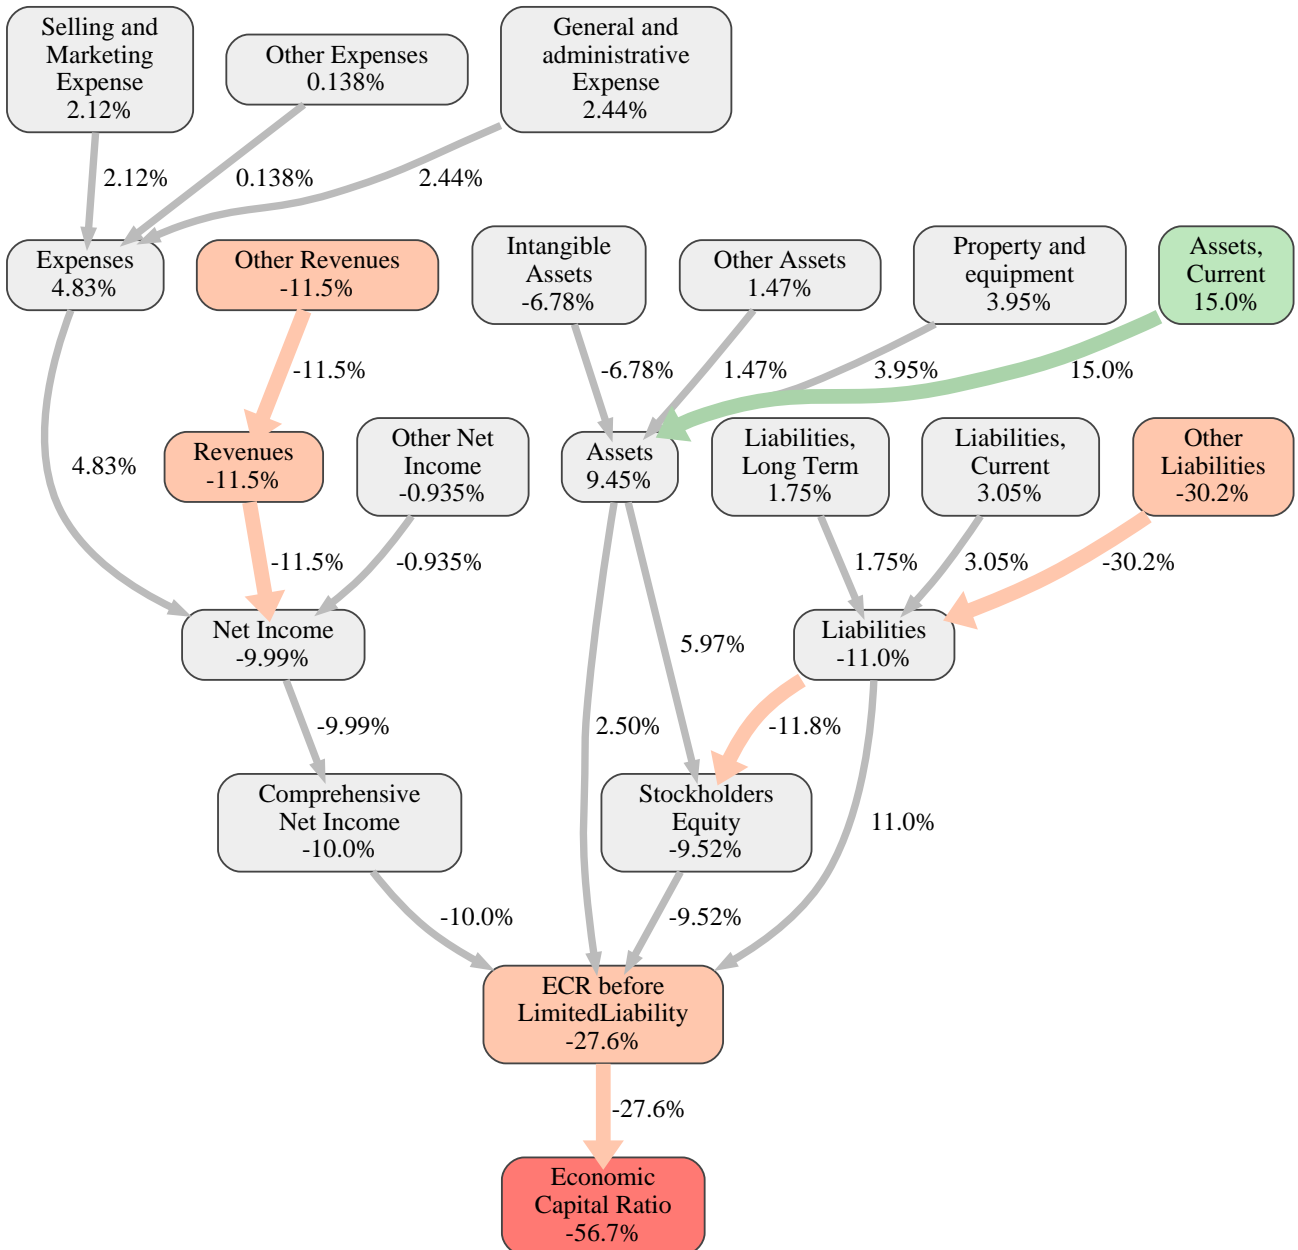 Selling and
Marketing
Expense
2.12%
Other Expenses
0.138%
General and
administrative
Expense
2.44%
2.12%
0.138%
2.44%
Expenses
4.83%
Other Revenues
-11.5%
Intangible
Assets
-6.78%
Other Assets
1.47%
Property and
equipment
3.95%
Assets,
Current
15.0%
-11.5%
-6.78%
1.47%
3.95%
15.0%
Revenues
-11.5%
Other Net
Income
-0.935%
Assets
9.45%
Liabilities,
Long Term
1.75%
Liabilities,
Current
3.05%
Other
Liabilities
-30.2%
4.83%
-11.5%
-0.935%
1.75%
3.05%
-30.2%
Net Income
-9.99%
5.97%
Liabilities
-11.0%
-9.99%
2.50%
-11.8%
Comprehensive
Net Income
-10.0%
Stockholders
Equity
-9.52%
11.0%
-10.0%
-9.52%
ECR before
LimitedLiability
-27.6%
-27.6%
Economic
Capital Ratio
-56.7%